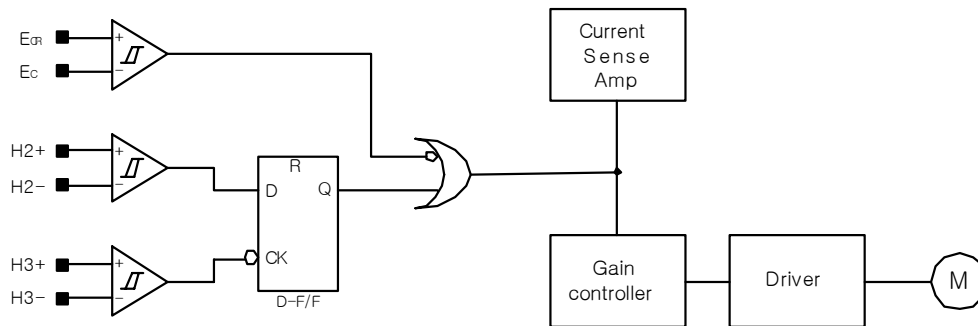 ECR
+
EC
−
Current
Sense
Amp
H2+
+
H2−
−
R
D
Q
H3+
+
H3−
−
CK
D−F/F
Gain
controller
Driver
M